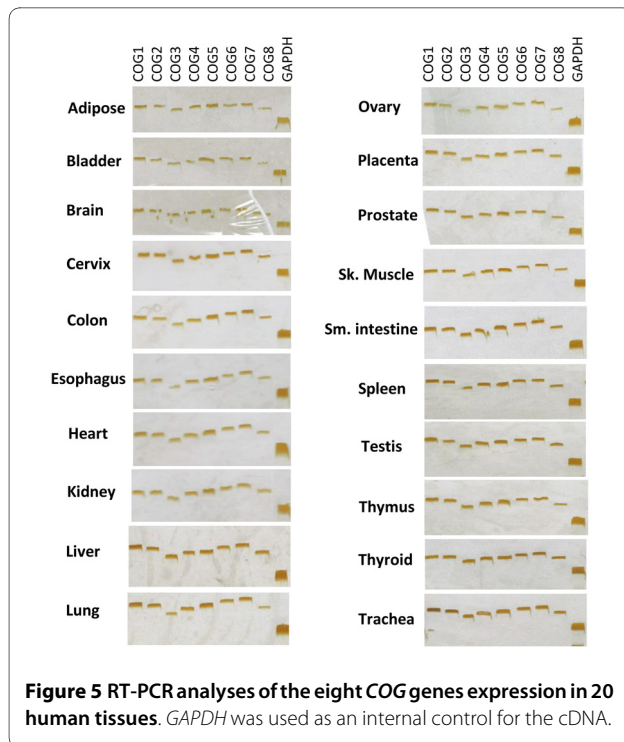 COG1 COG2 COG3 COG4 COG5 COG6 COG7 COG8 GAPDH
Adipose
Bladder
Brain
Cervix
Colon
Esophagus
Heart
Kidney
Liver
Lung
COG1 COG2 COG3 COG4 COG5 COG6 COG7 COG8 GAPDH
Ovary
Placenta
Prostate
Sk. Muscle
Sm. intestine
Spleen
Testis
Thymus
Thyroid
Trachea
Figure 5 RT-PCR analyses of the eight COG genes expression in 20
human tissues. GAPDH was used as an internal control for the cDNA.